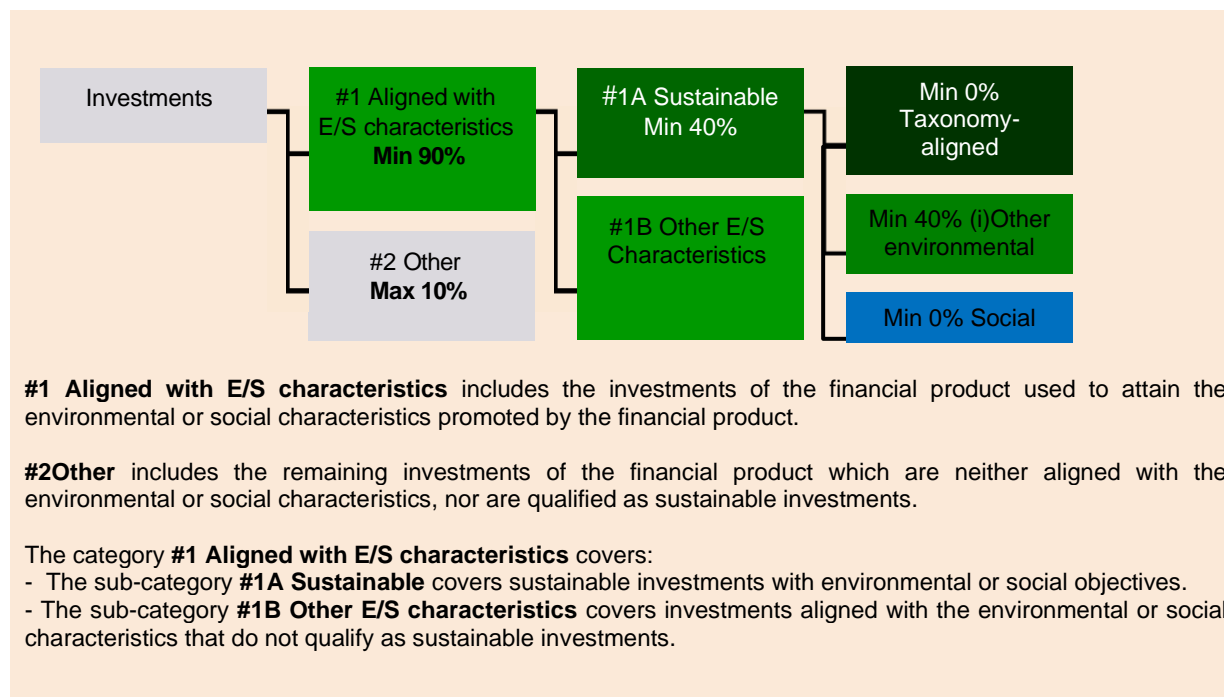 Investments
#1 Aligned with
E/S characteristics
Min 90%
#2 Other
Max 10%
#1A Sustainable
Min 40%
#1B Other E/S
Characteristics
Min 0%
Taxonomy-
aligned
Min 40% (i)Other
environmental
Min 0% Social
#1 Aligned with E/S characteristics includes the investments of the financial product used to attain the
environmental or social characteristics promoted by the financial product.
#2Other includes the remaining investments of the financial product which are neither aligned with the
environmental or social characteristics, nor are qualified as sustainable investments.
The category #1 Aligned with E/S characteristics covers:
- The sub-category #1A Sustainable covers sustainable investments with environmental or social objectives.
- The sub-category #1B Other E/S characteristics covers investments aligned with the environmental or social
characteristics that do not qualify as sustainable investments.